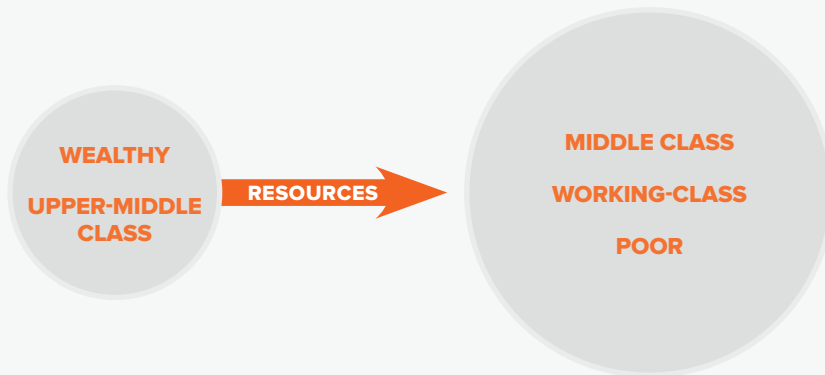 WEALTHY
UPPER-MIDDLE
CLASS
RESOURCES
MIDDLE CLASS
WORKING-CLASS
POOR